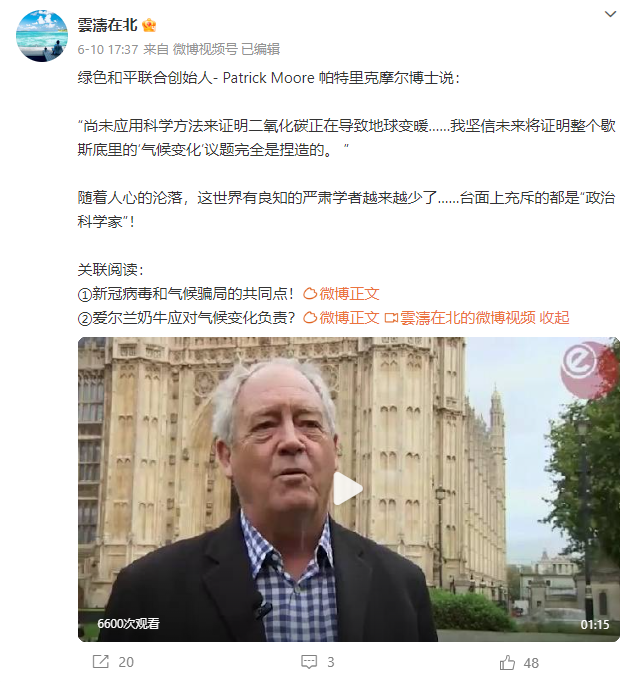 雲濤在北
6-10 17:37 来自 微博视频号 已编辑
绿色和平联合创始人- Patrick Moore 帕特里克摩尔博士说：
“尚未应用科学方法来证明二氧化碳正在导致地球变暖......我坚信未来将证明整个歇
斯底里的‘气候变化’议题完全是捏造的。 ”
随着人心的沦落，这世界有良知的严肃学者越来越少了......台面上充斥的都是“政治
科学家”！
关联阅读：
①新冠病毒和气候骗局的共同点！ 微博正文
②爱尔兰奶牛应对气候变化负责？ 微博正文 雲濤在北的微博视频 收起
e
6600次观看
01:15
20
3
48